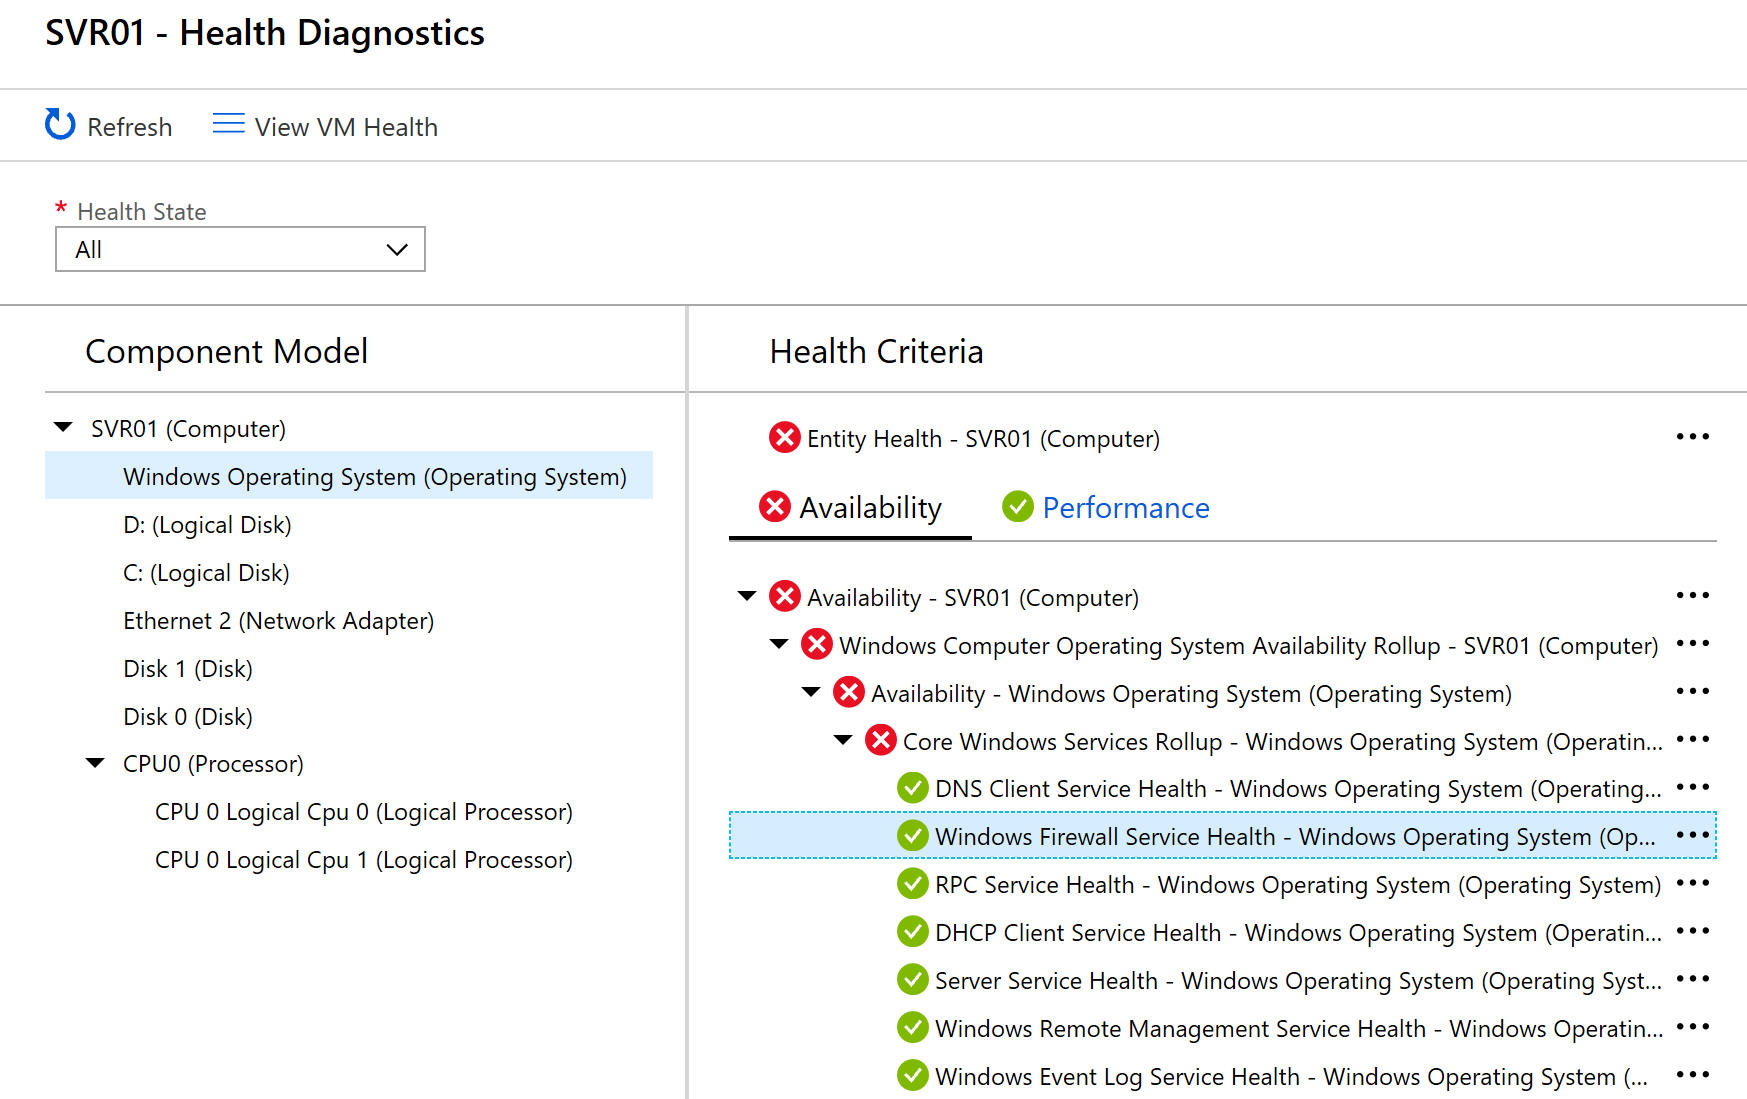 SVR01 - Health Diagnostics
Refresh
View VM Health
* Health State
All
Component Model
SVR01 (Computer)
Windows Operating System (Operating System)
D: (Logical Disk)
C: (Logical Disk)
Ethernet 2 (Network Adapter)
Disk 1 (Disk)
Disk 0 (Disk)
CPU0 (Processor)
CPU 0 Logical Cpu 0 (Logical Processor)
CPU 0 Logical Cpu 1 (Logical Processor)
Health Criteria
Entity Health - SVR01 (Computer)
Availability
Performance
Availability - SVR01 (Computer)
Windows Computer Operating System Availability Rollup - SVR01 (Computer)
Availability - Windows Operating System (Operating System)
Core Windows Services Rollup - Windows Operating System (Operatin...
DNS Client Service Health - Windows Operating System (Operating...
Windows Firewall Service Health - Windows Operating System (Op...
RPC Service Health - Windows Operating System (Operating System)
DHCP Client Service Health - Windows Operating System (Operatin...
Server Service Health - Windows Operating System (Operating Syst...
Windows Remote Management Service Health - Windows Operatin...
Windows Event Log Service Health - Windows Operating System (...